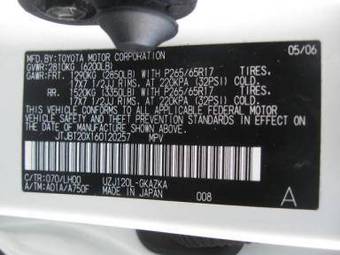 MFD.BY:TOYOTA MOTOR CORPORATION 05/06
GVWR:2810KG (6200LB)
GAWR:FRT. 1290KG (2850LB) WITH P265/65R17 TIRES,
17X7 1/2JJ RIMS, AT 220KPA (32PSI) COLD
RR. 1520KG (3350LB) WITH P265/65R17 TIRES,
17X7 1/2JJ RIMS, AT 220KPA (32PSI) COLD
THIS VEHICLE CONFORMS TO ALL APPLICABLE FEDERAL MOTOR
VEHICLE SAFETY AND THEFT PREVENTION STANDARDS IN EFFECT
ON THE DATE OF MANUFACTURE SHOWN ABOVE.
JTJBT20X160120257 MPV
C/TR:070/LH00 UZJ120L-GKAZKA
A/TM:A01A/A750F MADE IN JAPAN 008 A